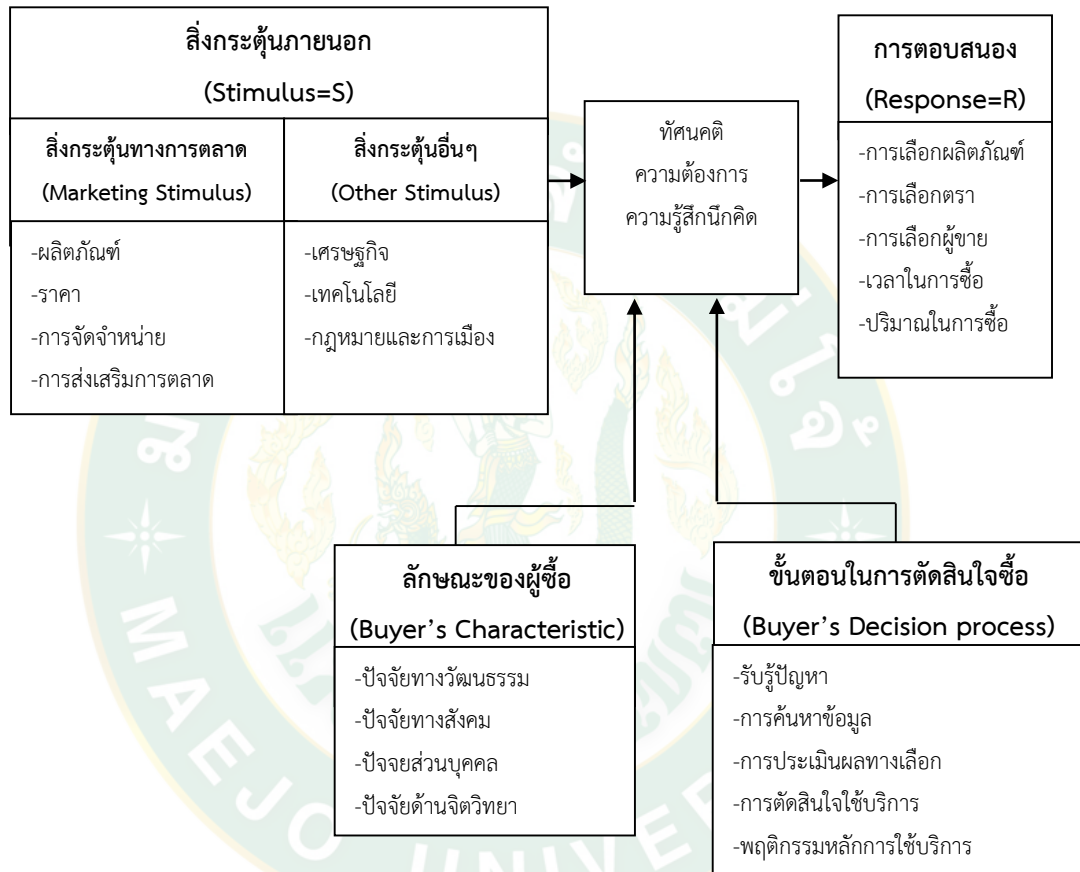 สิ่งกระตุ้นภายนอก
(Stimulus=S)
สิ่งกระตุ้นทางการตลาด
(Marketing Stimulus)
-ผลิตภัณฑ์
-ราคา
-การจัดจำหน่าย
-การส่งเสริมการตลาด
สิ่งกระตุ้นอื่นๆ
(Other Stimulus)
-เศรษฐกิจ
-เทคโนโลยี
-กฎหมายและการเมือง
ทัศนคติ
ความต้องการ
ความรู้สึกนึกคิด
การตอบสนอง
(Response=R)
-การเลือกผลิตภัณฑ์
-การเลือกตรา
-การเลือกผู้ขาย
-เวลาในการซื้อ
-ปริมาณในการซื้อ
ลักษณะของผู้ซื้อ
(Buyer’s Characteristic)
-ปัจจัยทางวัฒนธรรม
-ปัจจัยทางสังคม
-ปัจจยส่วนบุคคล
-ปัจจัยด้านจิตวิทยา
ขั้นตอนในการตัดสินใจซื้อ
(Buyer’s Decision process)
-รับรู้ปัญหา
-การค้นหาข้อมูล
-การประเมินผลทางเลือก
-การตัดสินใจใช้บริการ
-พฤติกรรมหลักการใช้บริการ
MAEJO